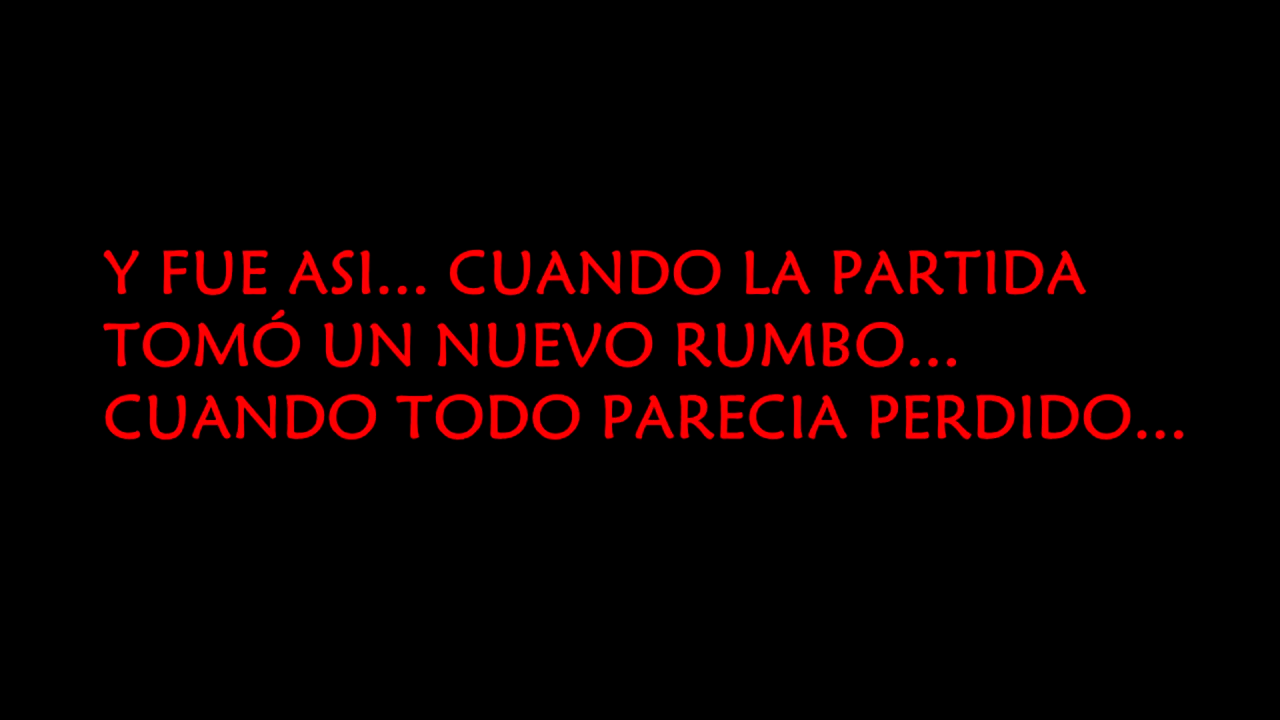 Y FUE ASI... CUANDO LA PARTIDA
TOMÓ UN NUEVO RUMBO...
CUANDO TODO PARECIA PERDIDO...